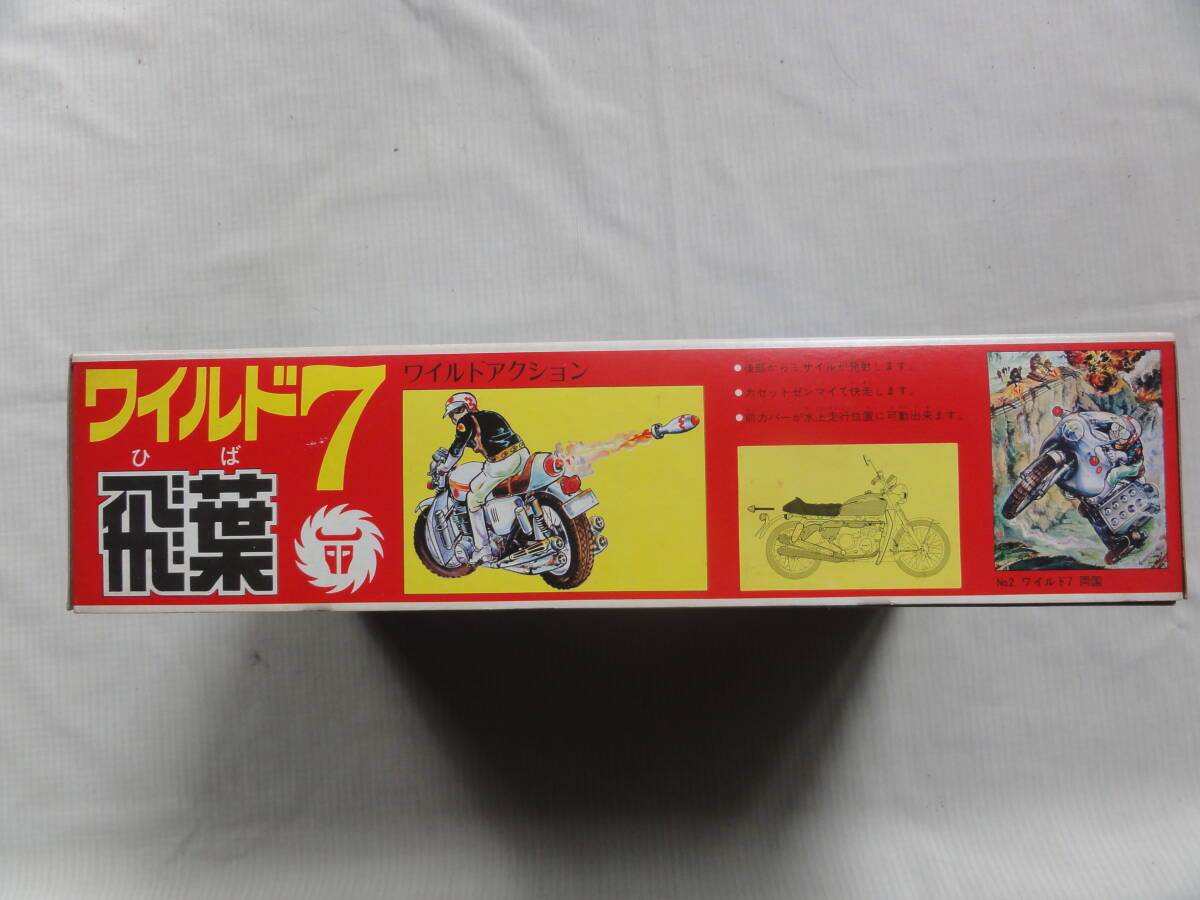 ワイルド7
ひば
飛葉
ワイルドアクション
●後部からミサイルが発射します。
●カセットゼンマイで快走します。
●前カバーが水上走行位置に可動出来ます。
No2 ワイルド7 両国